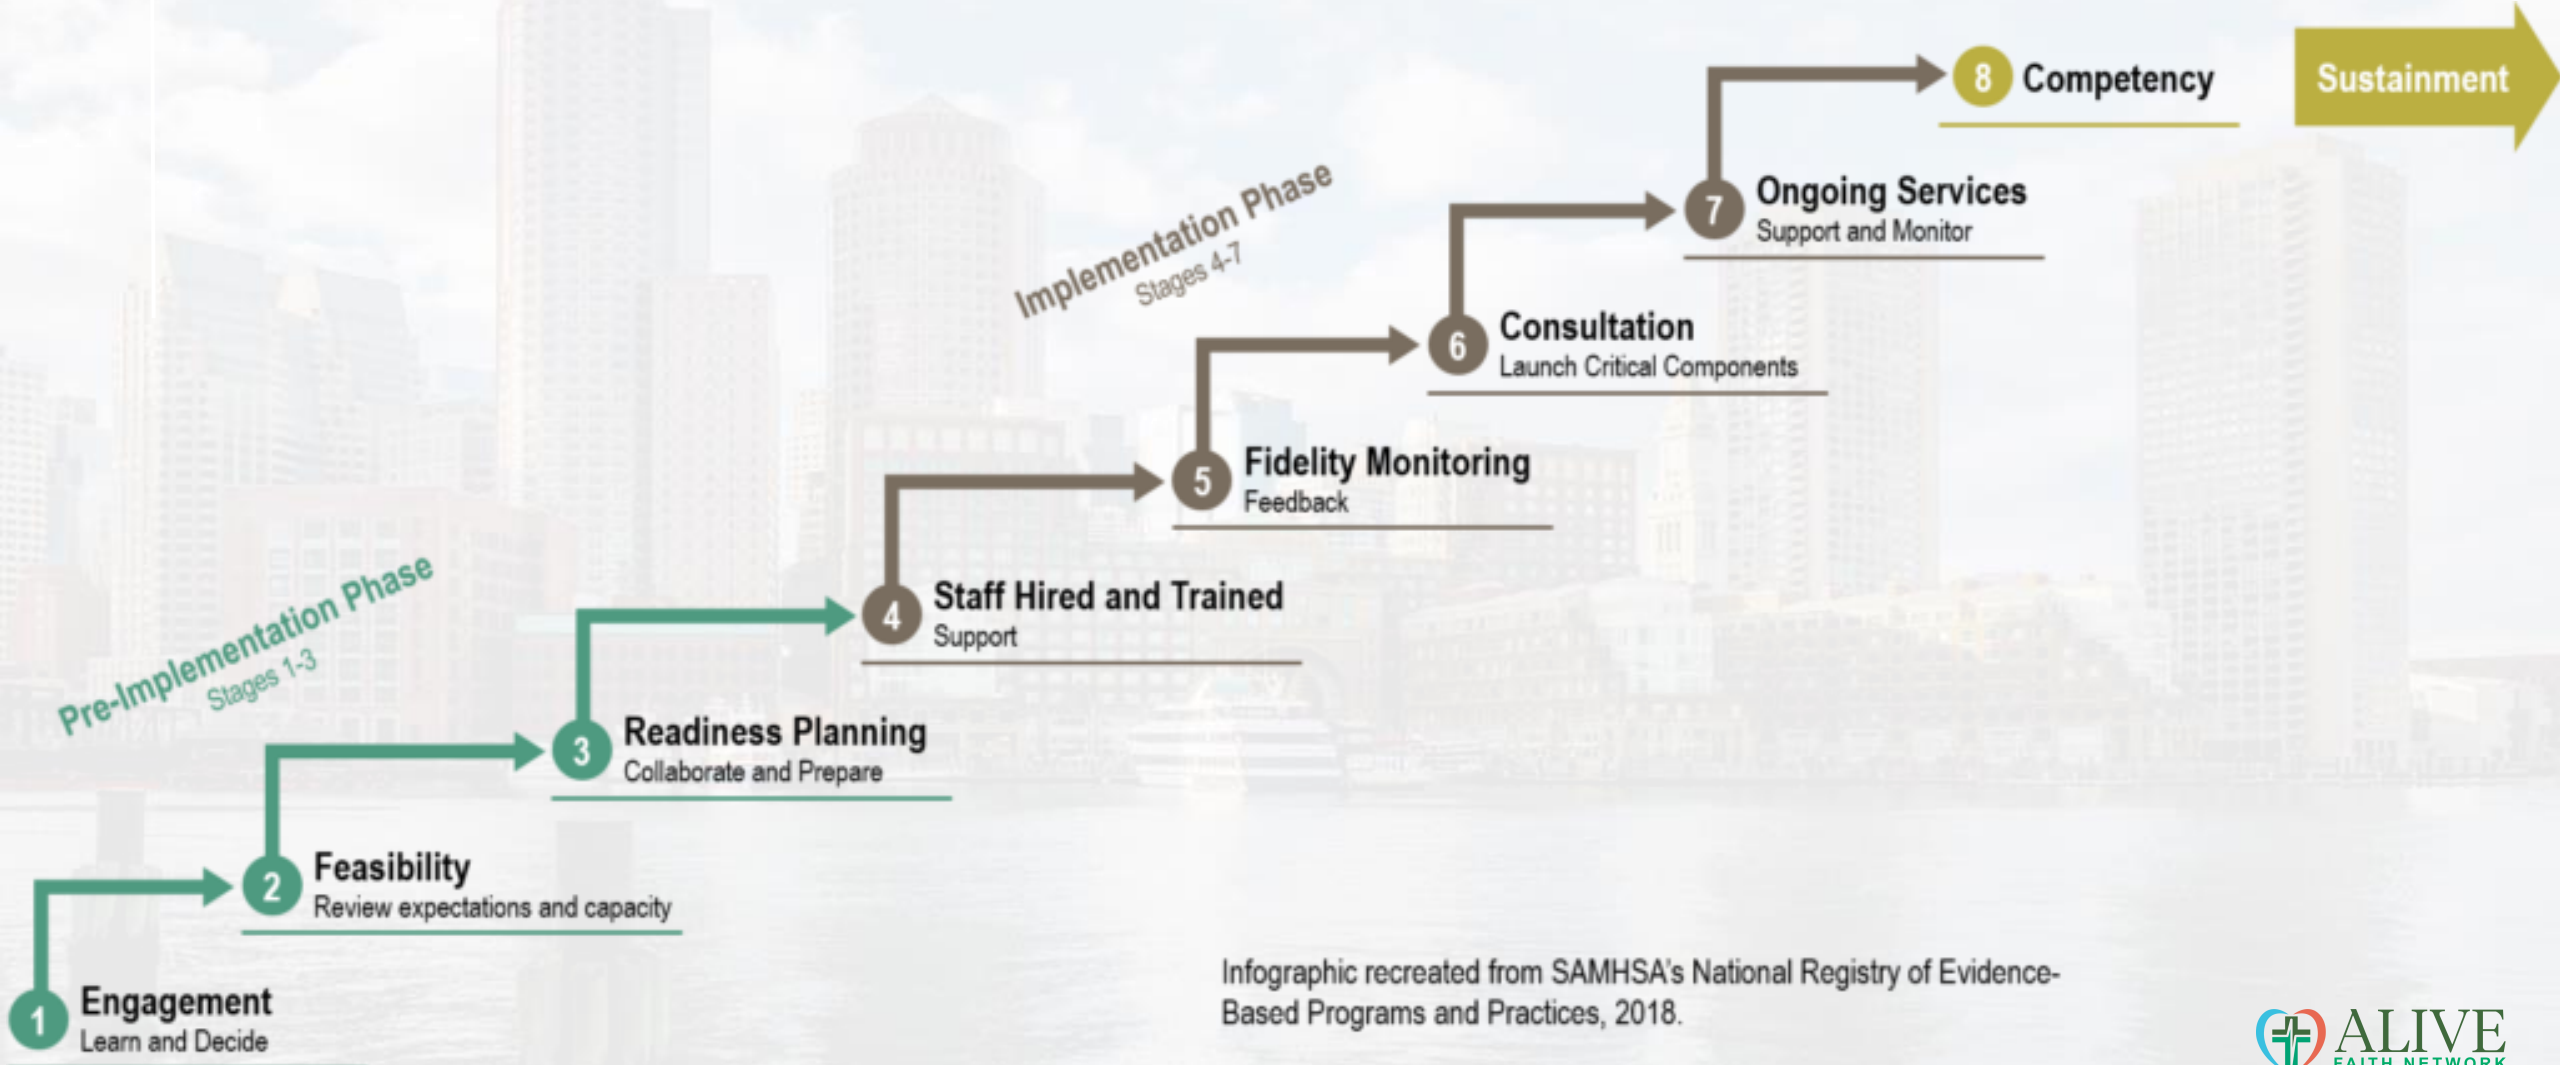 8 Competency
Sustainment
7 Ongoing Services
Support and Monitor
Implementation Phase
Stages 4-7
6 Consultation
Launch Critical Components
5 Fidelity Monitoring
Feedback
4 Staff Hired and Trained
Support
Pre-Implementation Phase
Stages 1-3
3 Readiness Planning
Collaborate and Prepare
2 Feasibility
Review expectations and capacity
1 Engagement
Learn and Decide
Infographic recreated from SAMHSA's National Registry of Evidence-
Based Programs and Practices, 2018.
ALIVE
FAITH NETWORK